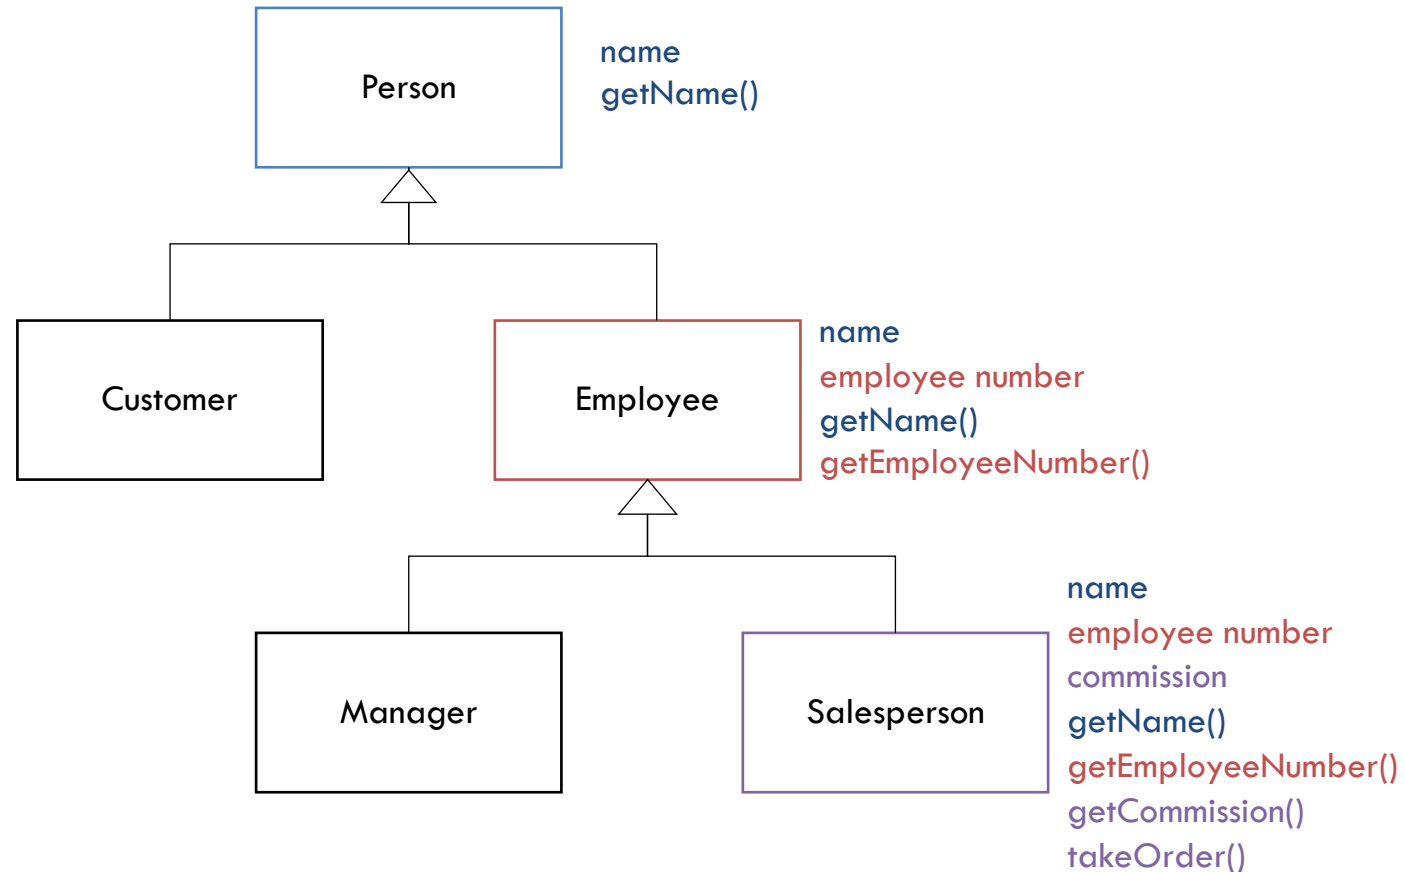 Person
name
getName()
Customer
Employee
name
employee number
getName()
getEmployeeNumber()
Manager
Salesperson
name
employee number
commission
getName()
getEmployeeNumber()
getCommission()
takeOrder()